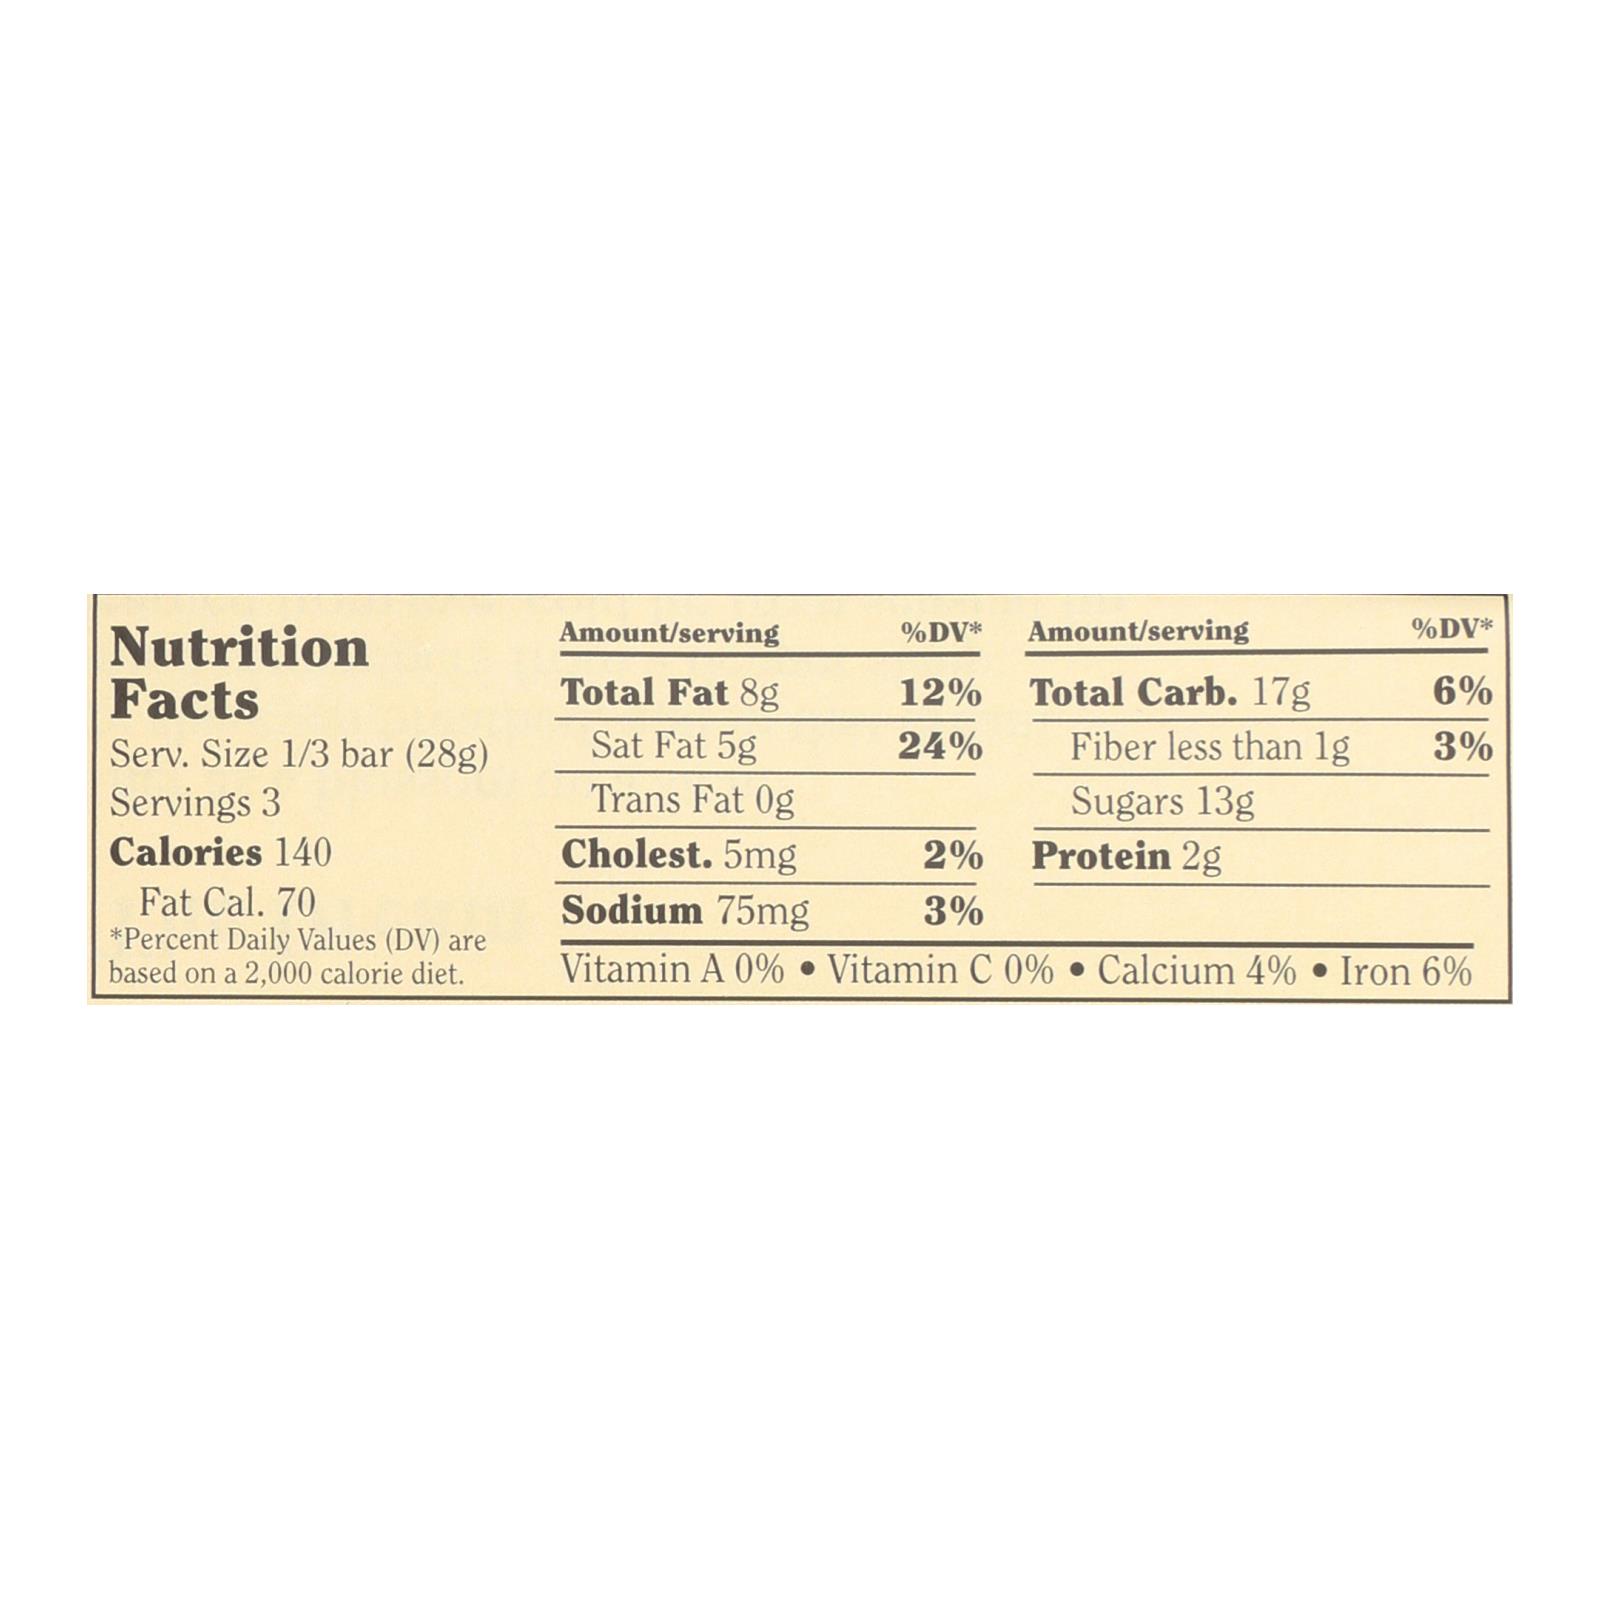 Nutrition
Facts
Serv. Size 1/3 bar (28g)
Servings 3
Calories 140
Fat Cal. 70
*Percent Daily Values (DV) are
based on a 2,000 calorie diet.
Amount/serving %DV*
Total Fat 8g 12%
Sat Fat 5g 24%
Trans Fat 0g
Cholest. 5mg 2%
Sodium 75mg 3%
Amount/serving %DV*
Total Carb. 17g 6%
Fiber less than 1g 3%
Sugars 13g
Protein 2g
Vitamin A 0% • Vitamin C 0% • Calcium 4% • Iron 6%